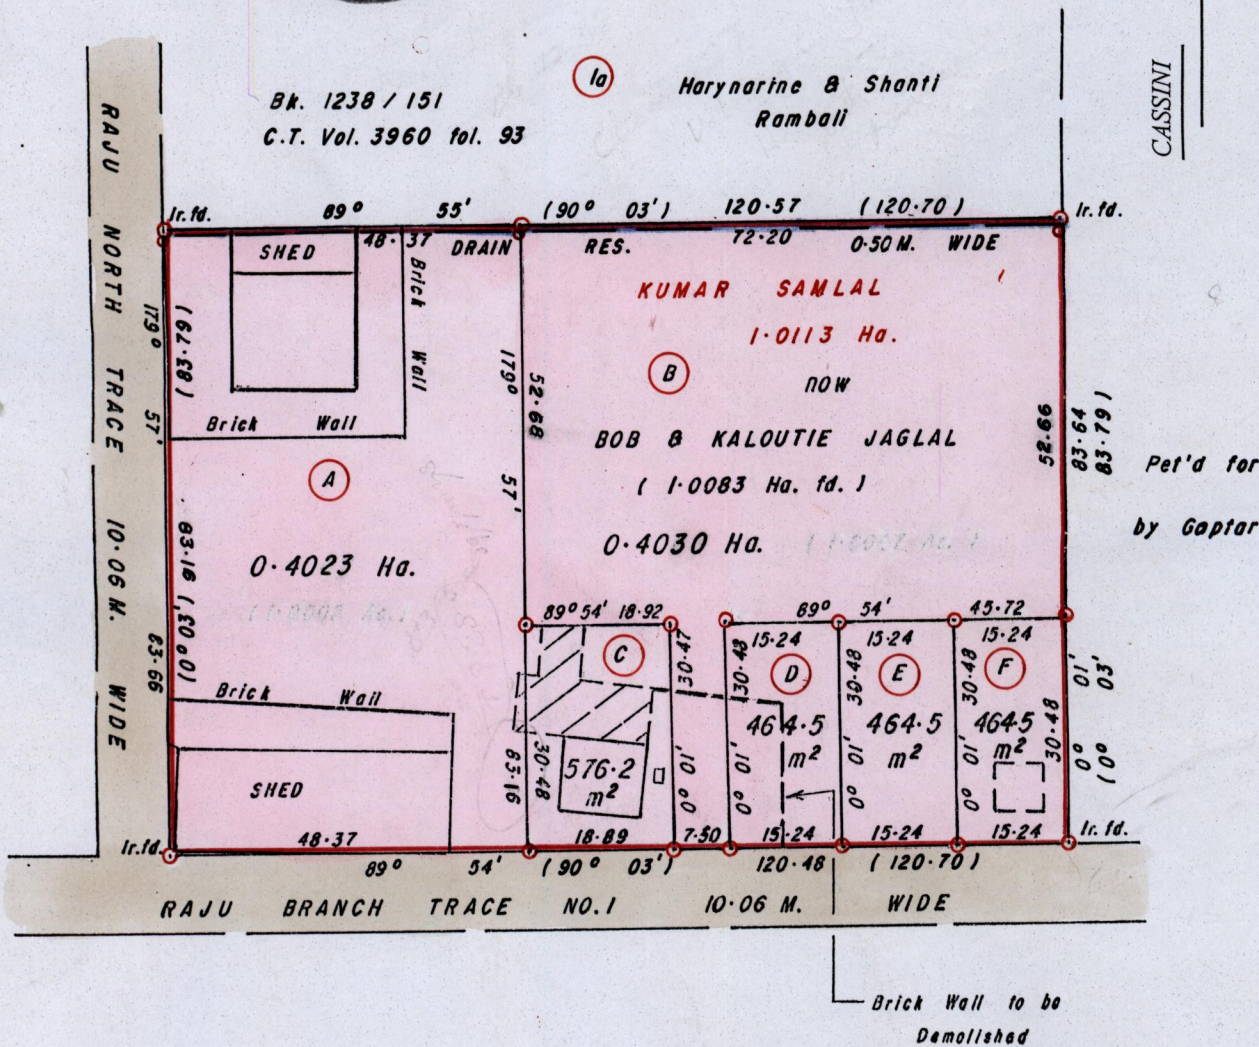 1a
Harynarine & Shanti
Rambali
Bk. 1238 / 151
C.T. Vol. 3960 fol. 93
CASSINI
RAJU NORTH TRACE 10·06 M. WIDE
Ir. fd. 89° 55' (90° 03') 120·57 (120·70) Ir. fd.
48·37 DRAIN RES. 72·20 0·50 M. WIDE
SHED
Brick Wall
Brick Wall
179° 57'
(83·79)
83·16 (,30°0)
83·66
179° 57'
52·68
KUMAR SAMLAL
1·0113 Ha.
B
now
BOB & KALOUTIE JAGLAL
(1·0083 Ha. fd.)
0·4030 Ha.
52·66
83·64
83·79)
Pet'd for
by Gaptar
A
0·4023 Ha.
89° 54' 18·92
89° 54' 45·72
15·24 15·24 15·24
C
D
E
F
30·47
30·48
30·48
30·48
30·48
0° 01'
(0° 03'
464·5
m²
464·5
m²
464·5
m²
576·2
m²
83·16
30·48
0° 01'
0° 01'
0° 01'
0° 01'
Brick Wall
SHED
48·37 18·89 7·50 15·24 15·24 15·24
Ir. fd. 89° 54' (90° 03') 120·48 (120·70) Ir. fd.
RAJU BRANCH TRACE NO. 1 10·06 M. WIDE
Brick Wall to be
Demolished